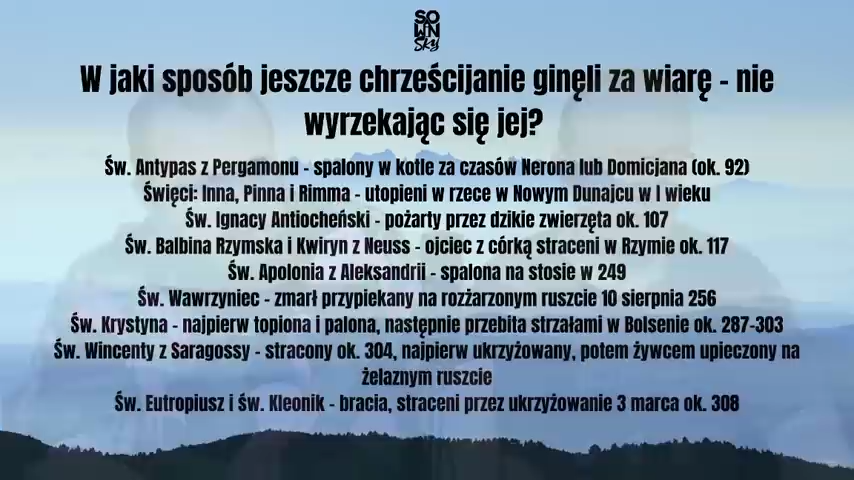 SO
WN
Sky
W jaki sposób jeszcze chrześcijanie ginęli za wiarę - nie
wyrzekając się jej?
Św. Antypas z Pergamonu - spalony w kotle za czasów Nerona lub Domicjana (ok. 92)
Święci: Inna, Pinna i Rimma - utopieni w rzece w Nowym Dunajcu w I wieku
Św. Ignacy Antiocheński - pożarty przez dzikie zwierzęta ok. 107
Św. Balbina Rzymska i Kwiryn z Neuss - ojciec z córką straceni w Rzymie ok. 117
Św. Apolonia z Aleksandrii - spalona na stosie w 249
Św. Wawrzyniec - zmarł przypiekany na rozżarzonym ruszcie 10 sierpnia 256
Św. Krystyna - najpierw topiona i palona, następnie przebita strzałami w Bolsenie ok. 287-303
Św. Wincenty z Saragossy - stracony ok. 304, najpierw ukrzyżowany, potem żywcem upieczony na
żelaznym ruszcie
Św. Eutropiusz i św. Kleonik - bracia, straceni przez ukrzyżowanie 3 marca ok. 308